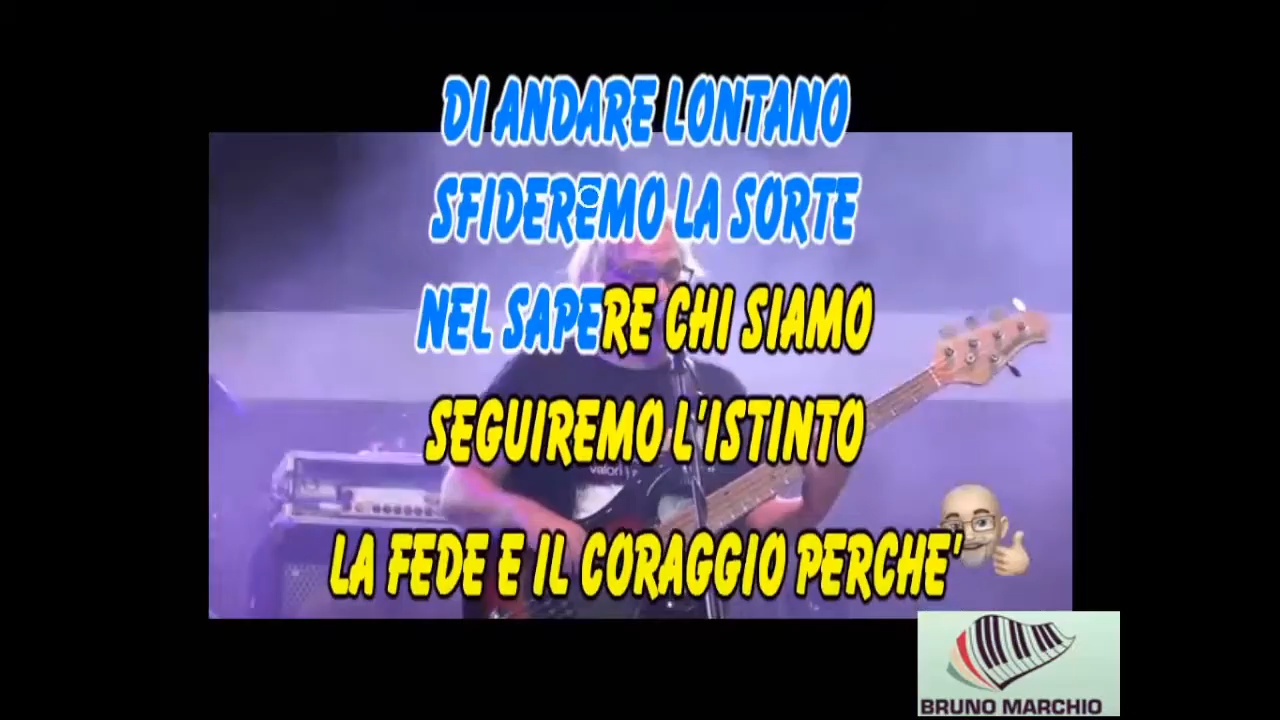 DI ANDARE LONTANO
SFIDEREMO LA SORTE
NEL SAPERE CHI SIAMO
SEGUIREMO L'ISTINTO
valori
LA FEDE E IL CORAGGIO PERCHE'
BRUNO MARCHIO